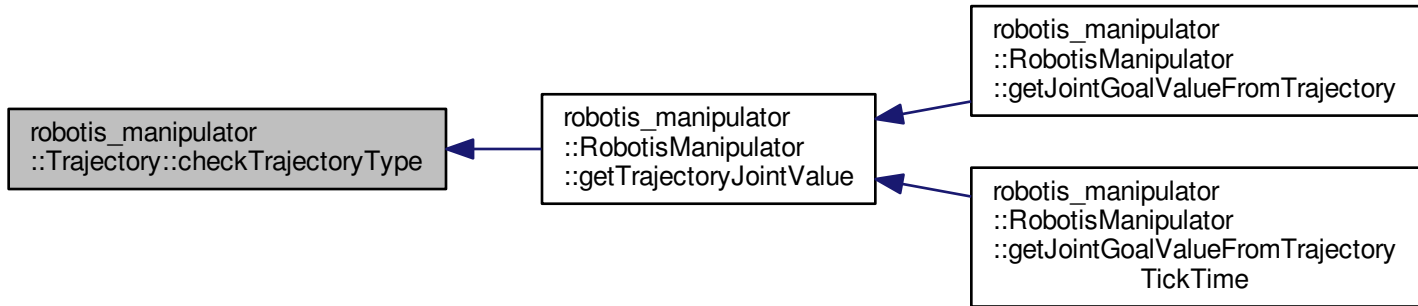 robotis_manipulator
::Trajectory::checkTrajectoryType
robotis_manipulator
::RobotisManipulator
::getTrajectoryJointValue
robotis_manipulator
::RobotisManipulator
::getJointGoalValueFromTrajectory
robotis_manipulator
::RobotisManipulator
::getJointGoalValueFromTrajectory
TickTime